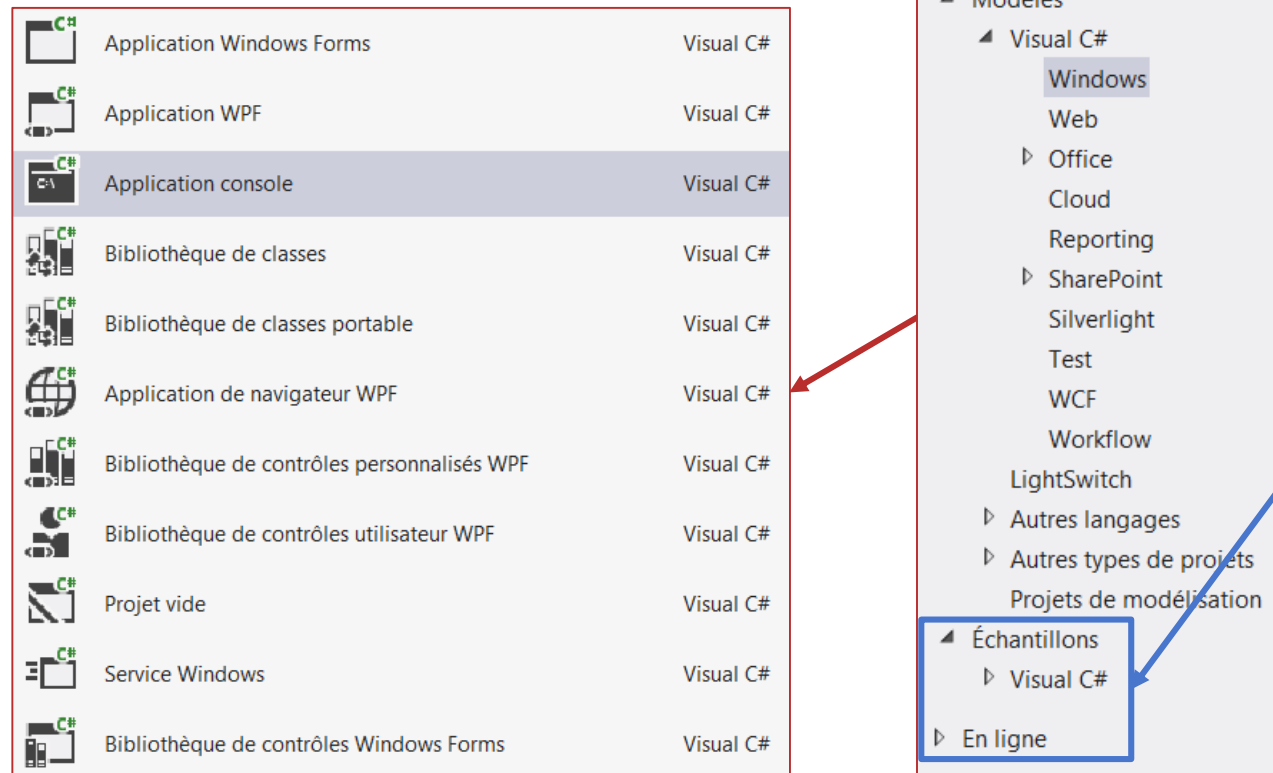 Application Windows Forms Visual C#
Application WPF Visual C#
Application console Visual C#
Bibliothèque de classes Visual C#
Bibliothèque de classes portable Visual C#
Application de navigateur WPF Visual C#
Bibliothèque de contrôles personnalisés WPF Visual C#
Bibliothèque de contrôles utilisateur WPF Visual C#
Projet vide Visual C#
Service Windows Visual C#
Bibliothèque de contrôles Windows Forms Visual C#
Modèles
Visual C#
Windows
Web
Office
Cloud
Reporting
SharePoint
Silverlight
Test
WCF
Workflow
LightSwitch
Autres langages
Autres types de projets
Projets de modélisation
Échantillons
Visual C#
En ligne